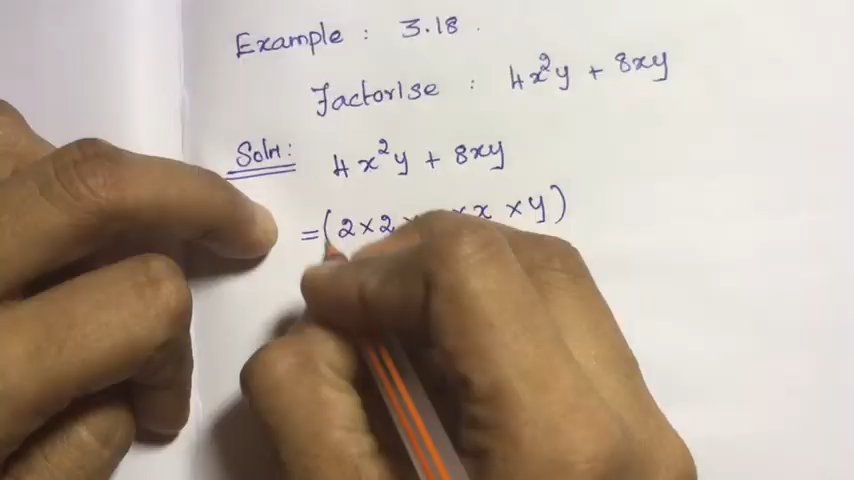 Example : 3.18.
Factorise : 4x²y + 8xy
Soln: 4x²y + 8xy
= (2 × 2 × x × y)